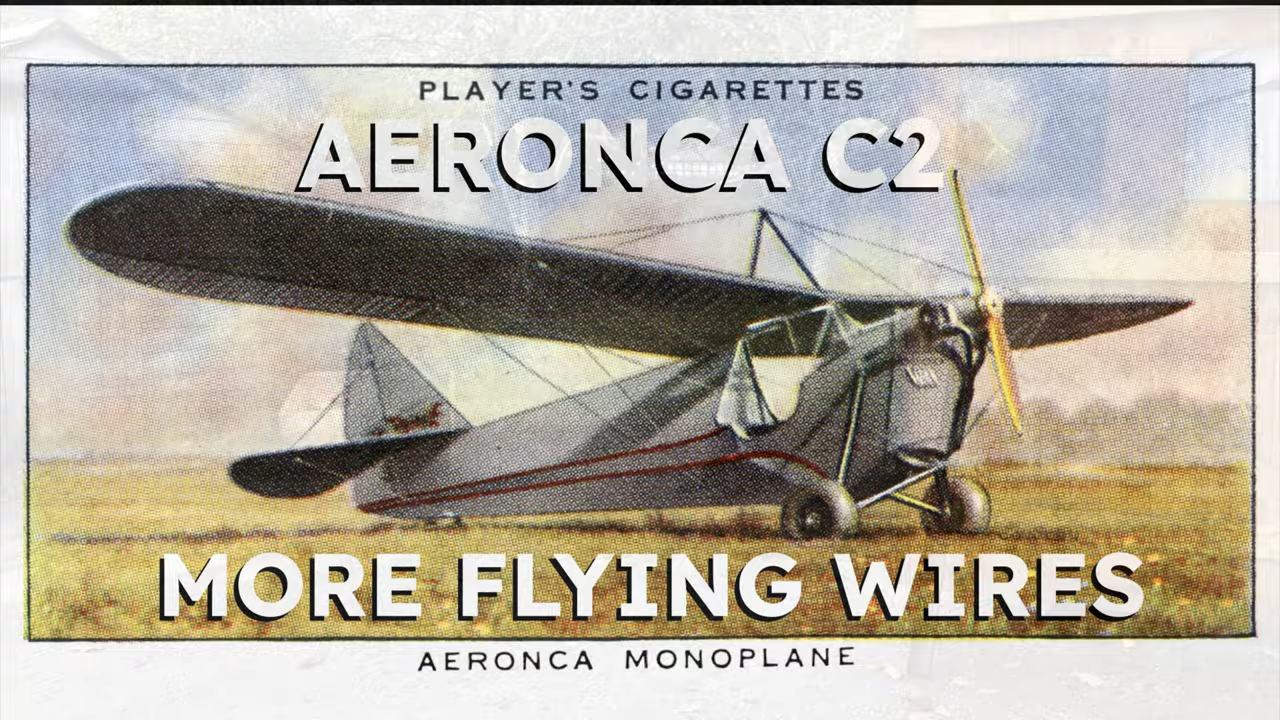 PLAYER'S CIGARETTES
AERONCA C2
MORE FLYING WIRES
AERONCA MONOPLANE